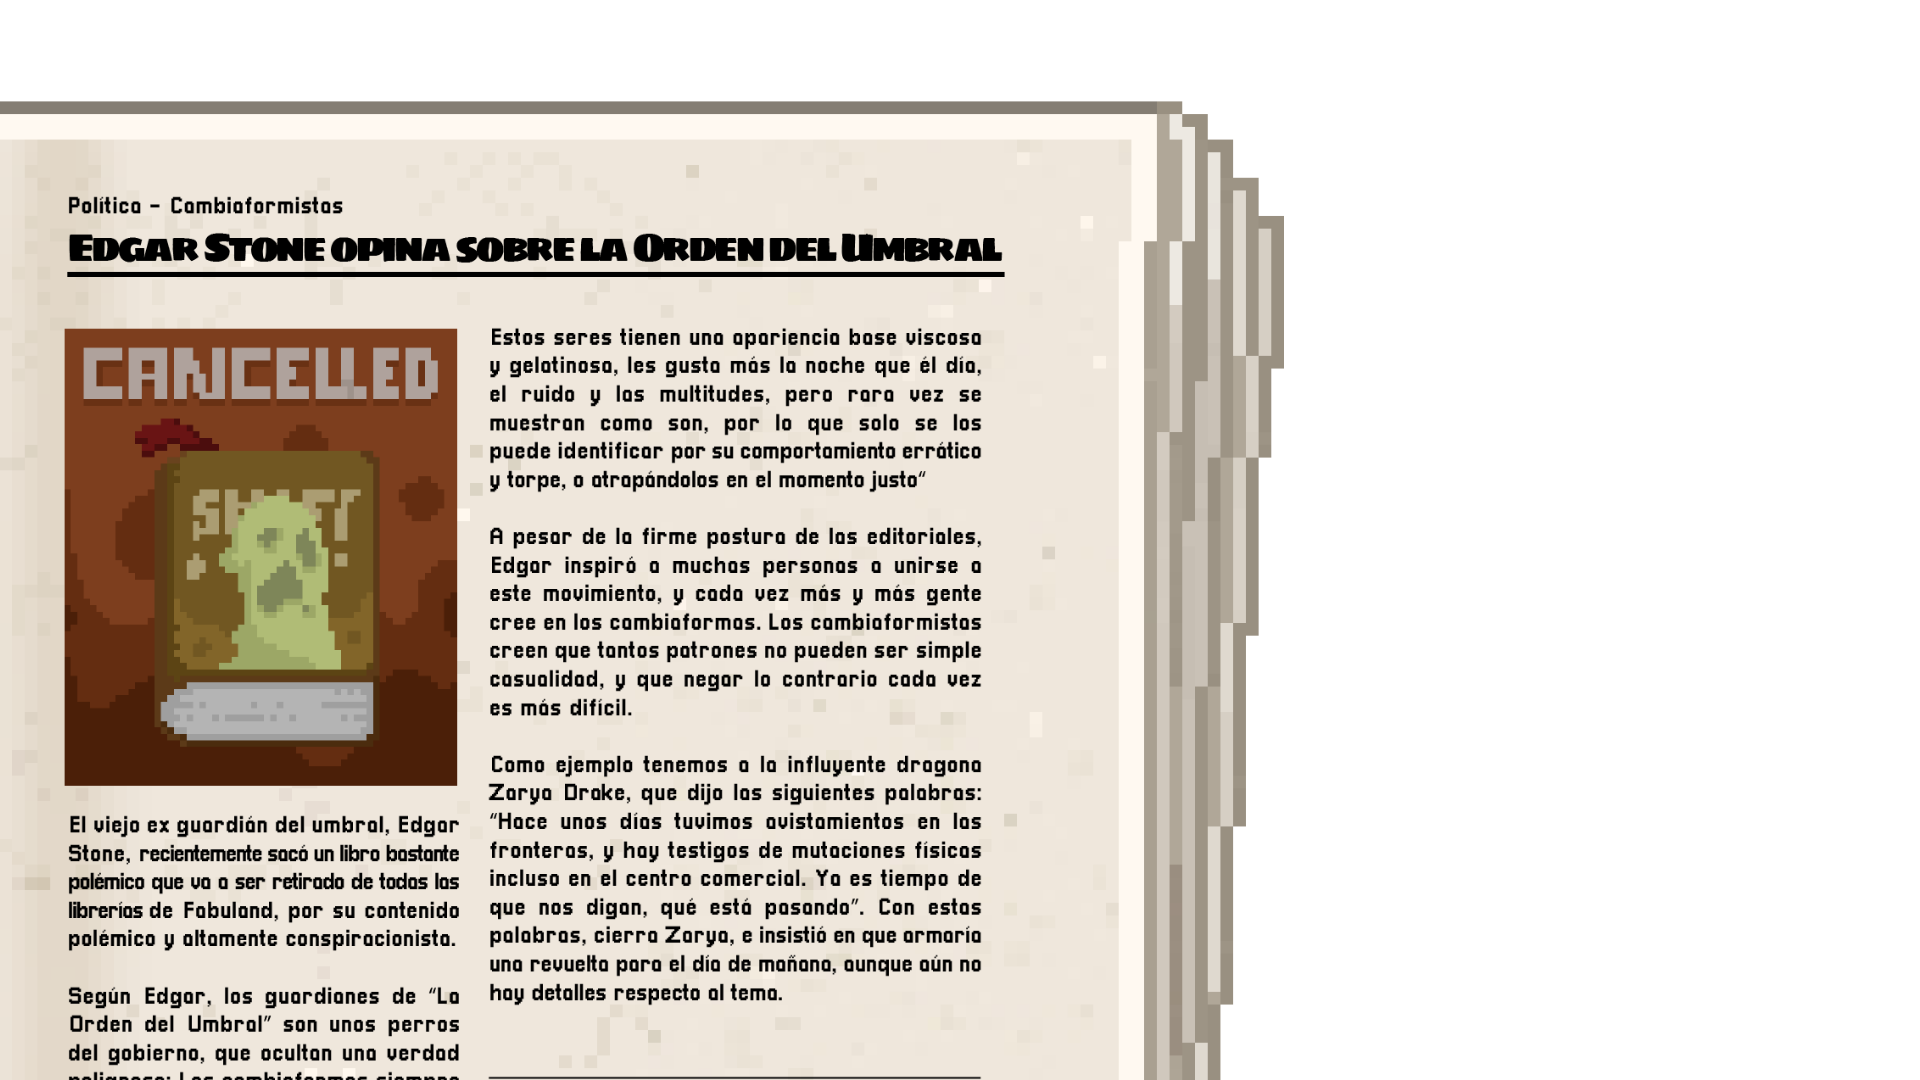 Política - Cambiaformistas
Edgar Stone opina sobre la Orden del Umbral
CANCELLED
El viejo ex guardián del umbral, Edgar
Stone, recientemente sacó un libro bastante
polémico que va a ser retirado de todas las
librerías de Fabuland, por su contenido
polémico y altamente conspiracionista.
Según Edgar, los guardianes de “La
Orden del Umbral” son unos perros
del gobierno, que ocultan una verdad
peligrosa: Los cambiaformas siempre
Estos seres tienen una apariencia base viscosa
y gelatinosa, les gusta más la noche que él día,
el ruido y las multitudes, pero rara vez se
muestran como son, por lo que solo se los
puede identificar por su comportamiento errático
y torpe, o atrapándolos en el momento justo“
A pesar de la firme postura de las editoriales,
Edgar inspiró a muchas personas a unirse a
este movimiento, y cada vez más y más gente
cree en los cambiaformas. Los cambiaformistas
creen que tantos patrones no pueden ser simple
casualidad, y que negar lo contrario cada vez
es más difícil.
Como ejemplo tenemos a la influyente dragona
Zarya Drake, que dijo las siguientes palabras:
“Hace unos días tuvimos avistamientos en las
fronteras, y hay testigos de mutaciones físicas
incluso en el centro comercial. Ya es tiempo de
que nos digan, qué está pasando”. Con estas
palabras, cierra Zarya, e insistió en que armaría
una revuelta para el día de mañana, aunque aún no
hay detalles respecto al tema.